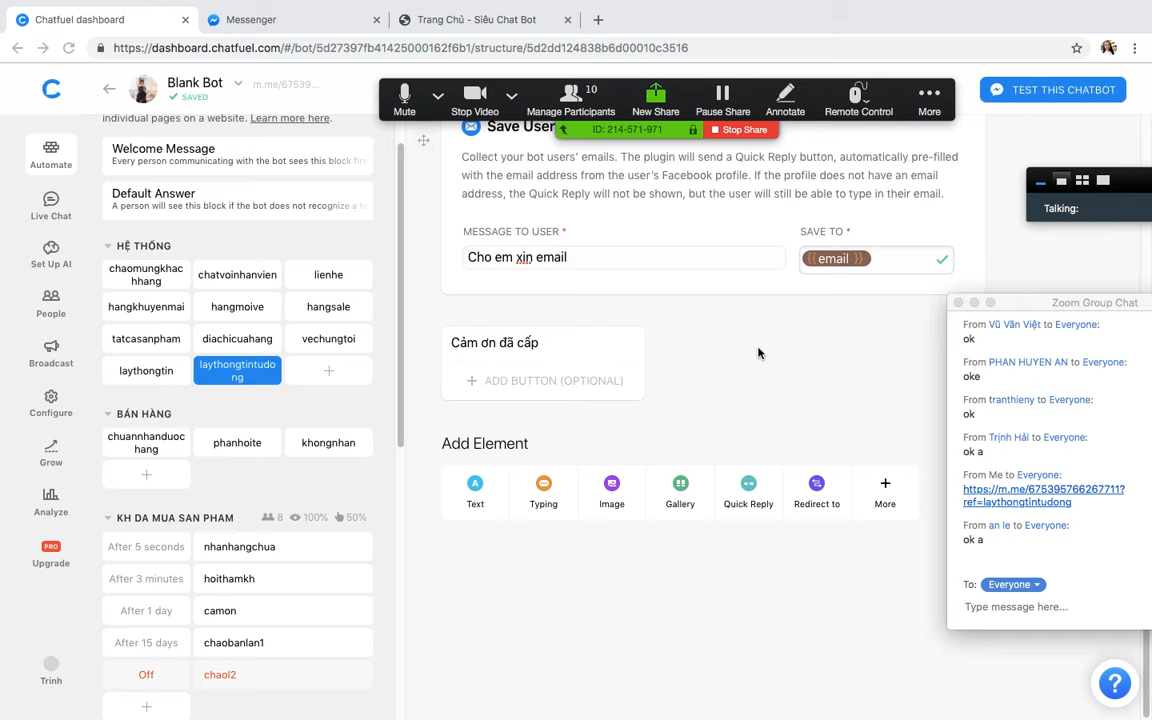 Chatfuel dashboard
Messenger
Trang Chủ - Siêu Chat Bot
https://dashboard.chatfuel.com/#/bot/5d27397fb41425000162f6b1/structure/5d2dd124838b6d00010c3516
Blank Bot
SAVED
m.me/67539...
Mute
Stop Video
10
Manage Participants
New Share
Pause Share
Annotate
Remote Control
More
ID: 214-571-971
Stop Share
TEST THIS CHATBOT
Talking:
Automate
Live Chat
Set Up AI
People
Broadcast
Configure
Grow
Analyze
PRO
Upgrade
Trinh
individual pages on a website. Learn more here.
Welcome Message
Every person communicating with the bot sees this block fir
Default Answer
A person will see this block if the bot does not recognize a te
HỆ THỐNG
chaomungkhac
hhang
chatvoinhanvien
lienhe
hangkhuyenmai
hangmoive
hangsale
tatcasanpham
diachicuahang
vechungtoi
laythongtin
laythongtintudo
ng
BÁN HÀNG
chuannhanduoc
hang
phanhoite
khongnhan
KH DA MUA SAN PHAM
8
100%
50%
After 5 seconds
nhanhangchua
After 3 minutes
hoithamkh
After 1 day
camon
After 15 days
chaobanlan1
Off
chaol2
Save User
Collect your bot users' emails. The plugin will send a Quick Reply button, automatically pre-filled
with the email address from the user's Facebook profile. If the profile does not have an email
address, the Quick Reply will not be shown, but the user will still be able to type in their email.
MESSAGE TO USER *
SAVE TO *
Cho em xin email
{{email}}
Cảm ơn đã cấp
ADD BUTTON (OPTIONAL)
Add Element
Text
Typing
Image
Gallery
Quick Reply
Redirect to
More
Zoom Group Chat
From Vũ Văn Việt to Everyone:
ok
From PHAN HUYEN AN to Everyone:
oke
From tranthieny to Everyone:
ok
From Trịnh Hải to Everyone:
ok a
From Me to Everyone:
https://m.me/675395766267711?
ref=laythongtintudong
From an le to Everyone:
ok a
To: Everyone
Type message here...